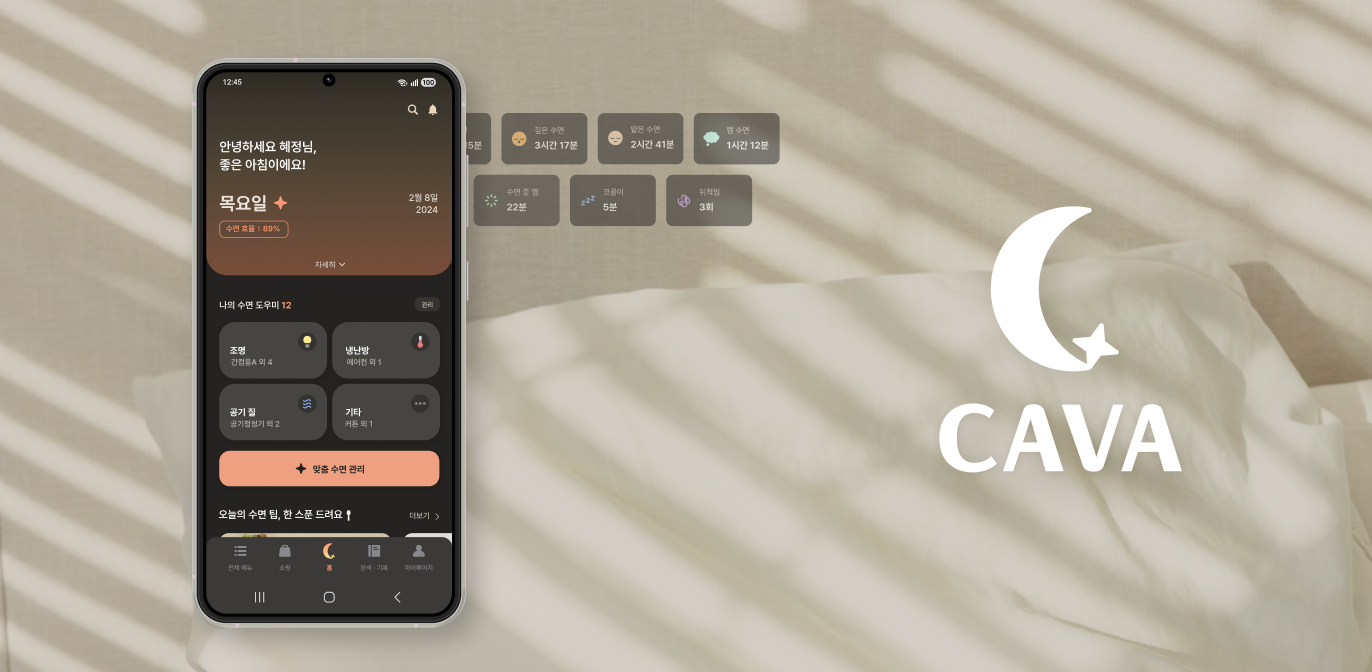 12:45
100
안녕하세요 혜정님,
좋은 아침이에요!
목요일
2월 8일
2024
수면 효율 | 89%
자세히
나의 수면 도우미 12
관리
조명
간접등A 외 4
냉난방
에어컨 외 1
공기 질
공기청정기 외 2
기타
커튼 외 1
맞춤 수면 관리
오늘의 수면 팁, 한 스푼 드려요
더보기
전체 메뉴
쇼핑
홈
분석 · 기록
마이페이지
15분
깊은 수면
3시간 17분
얕은 수면
2시간 41분
렘 수면
1시간 12분
수면 중 깸
22분
코골이
5분
뒤척임
3회
CAVA